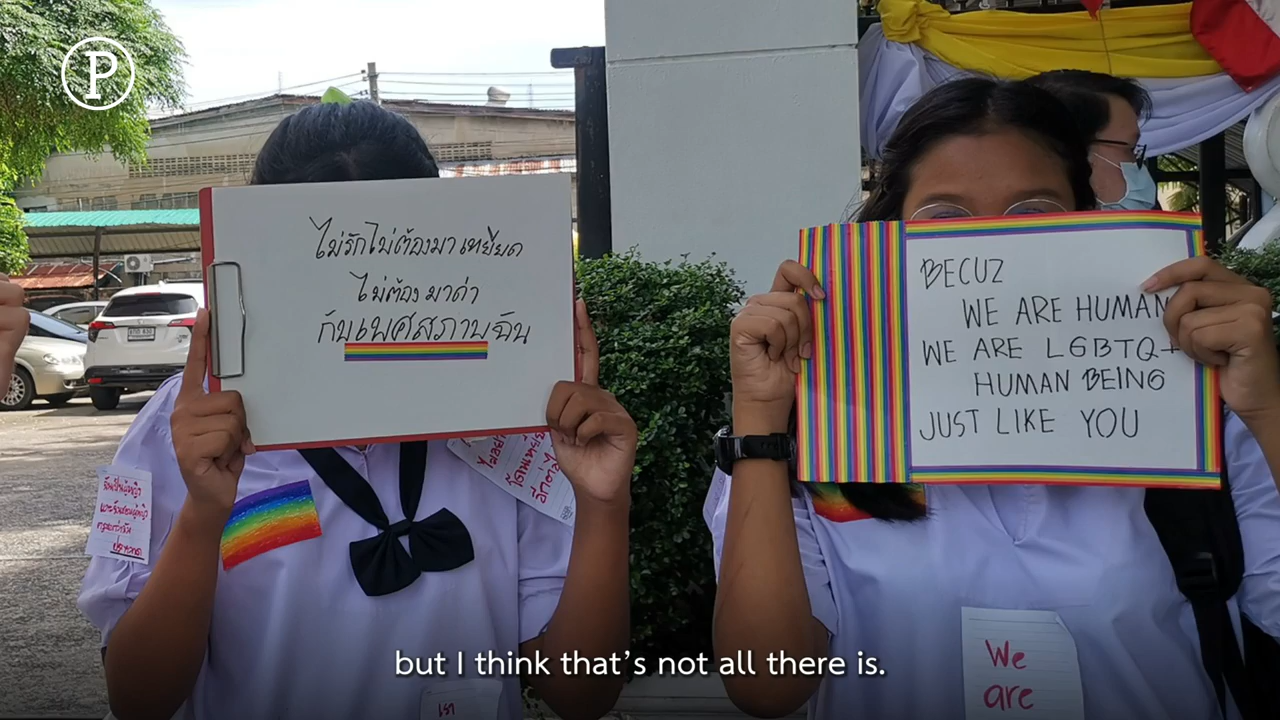 P
ไม่รักไม่ต้องมาเหยียด
ไม่ต้องมาด่า
กับเพศสภาพฉัน
BECUZ
WE ARE HUMAN
WE ARE LGBTQ+
HUMAN BEING
JUST LIKE YOU
We
are
but I think that's not all there is.